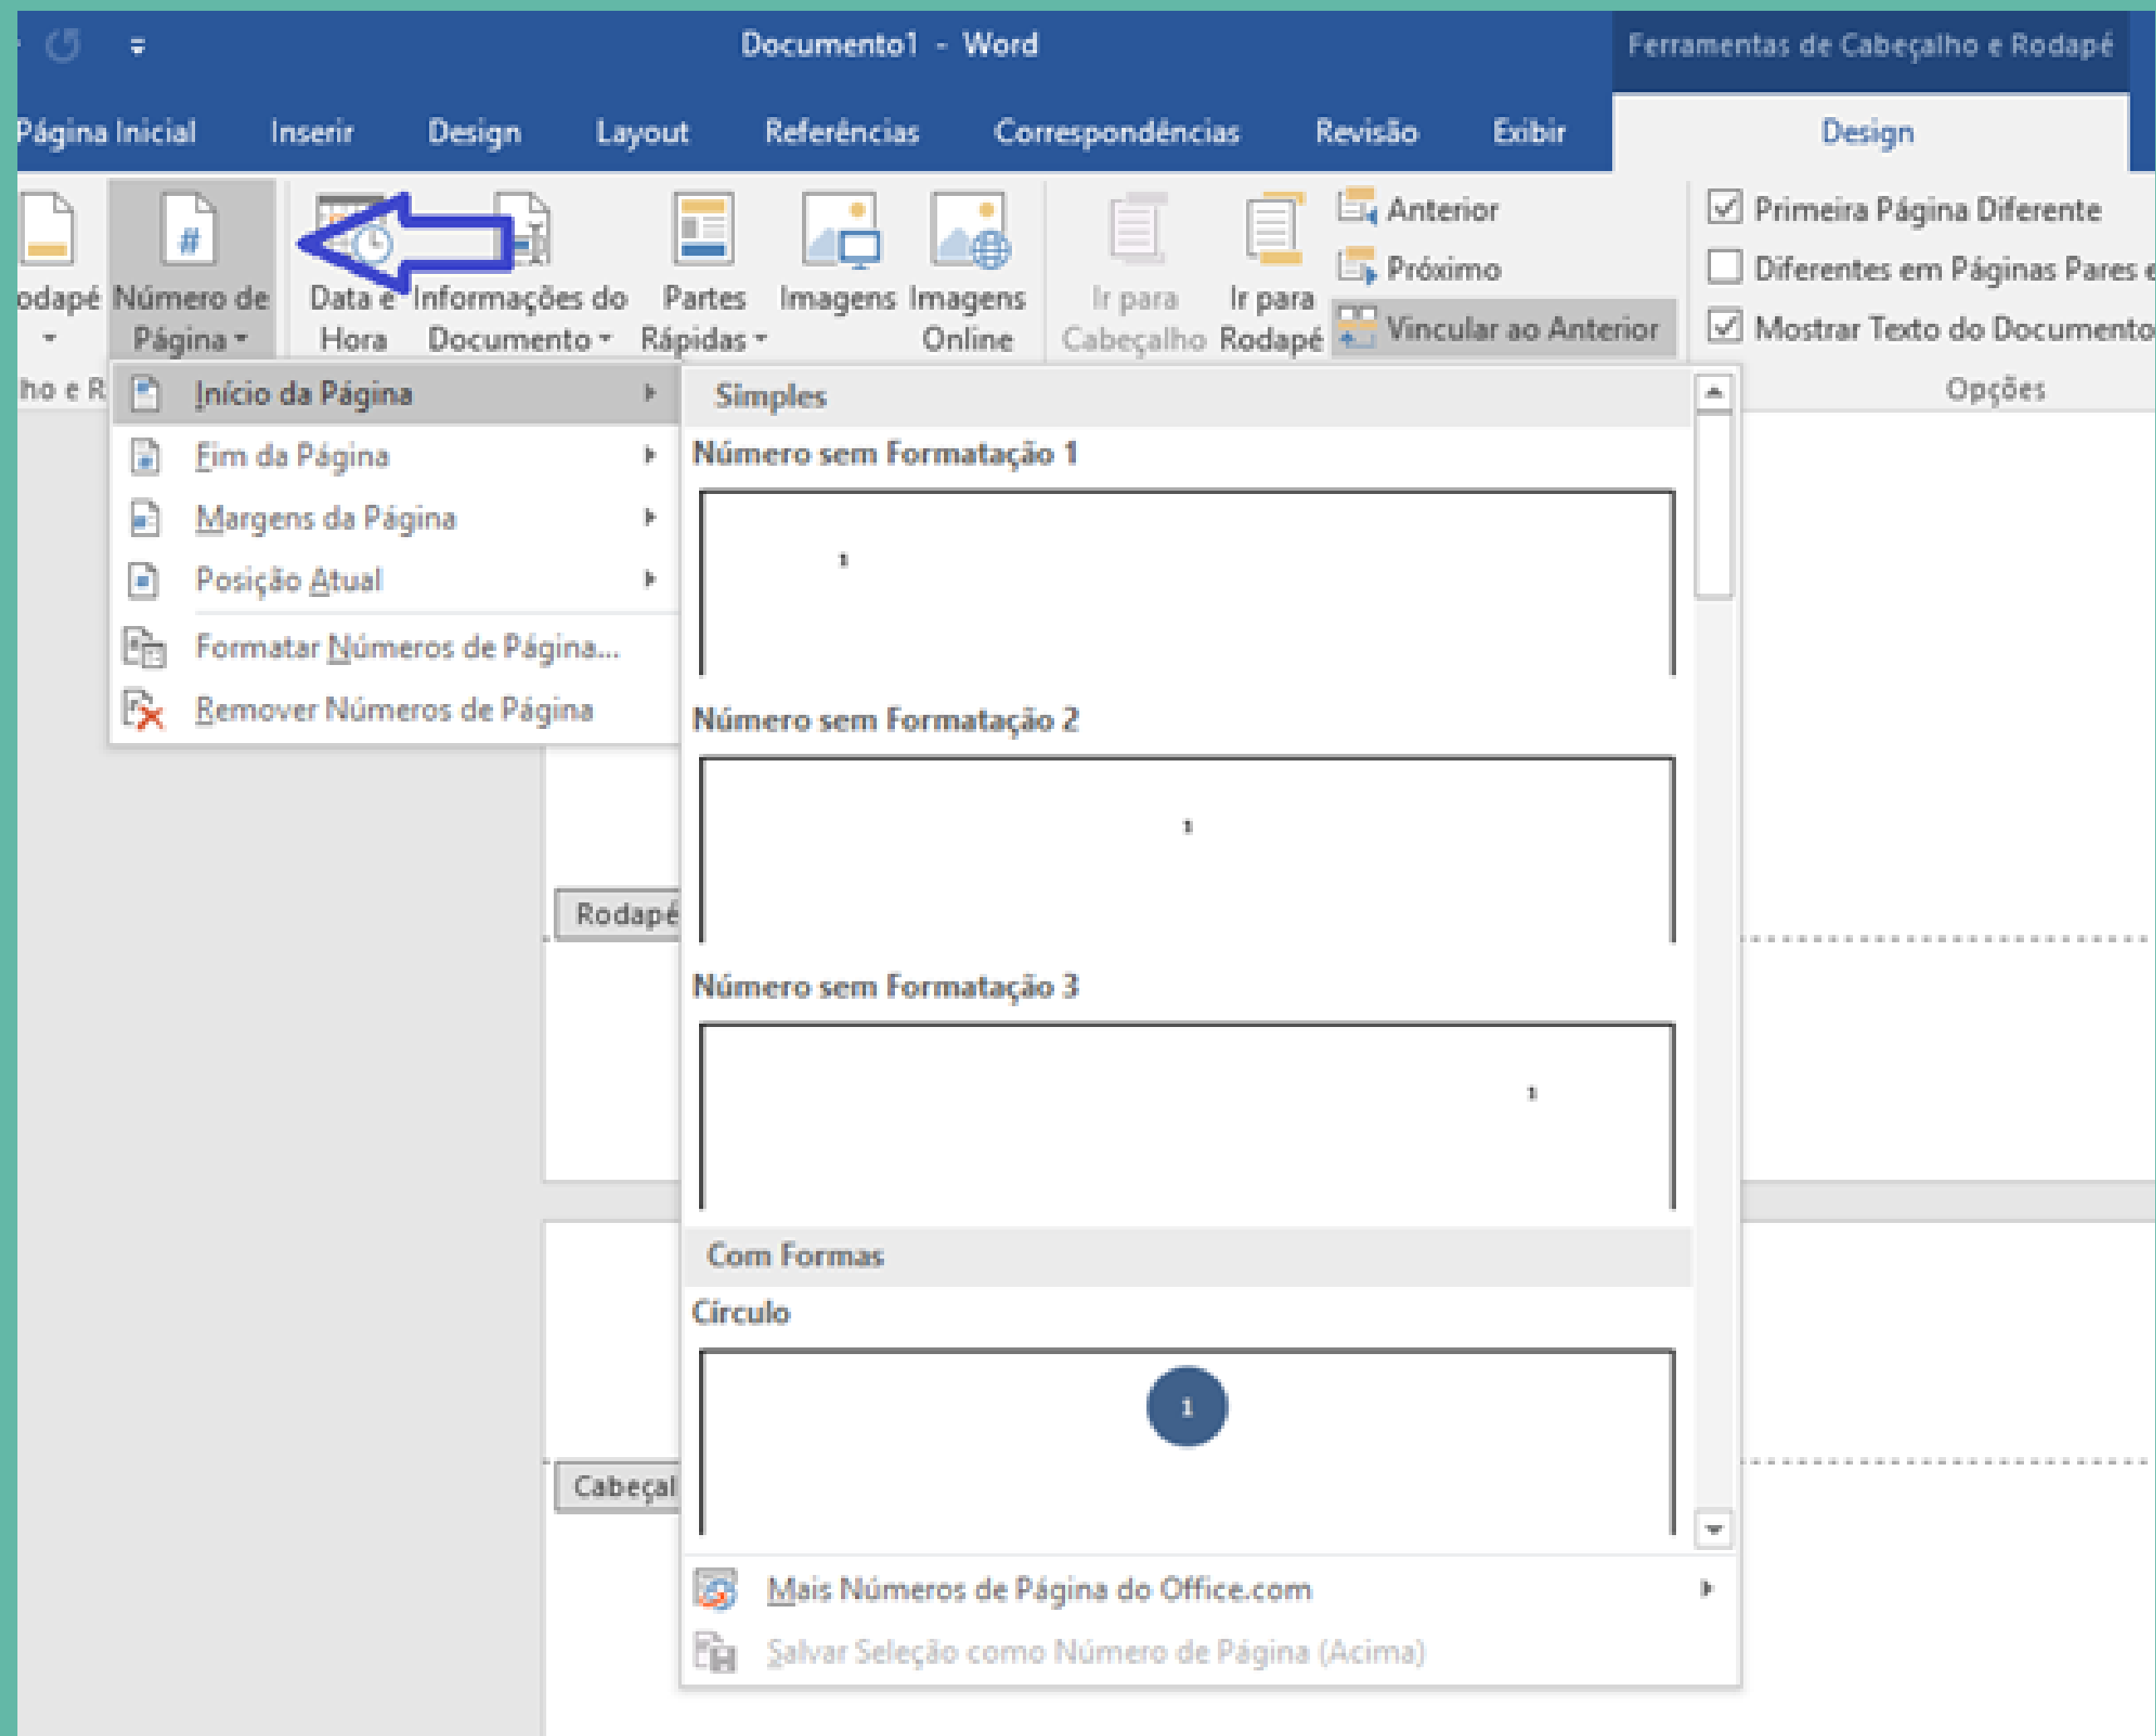 Documento1 - Word
Ferramentas de Cabeçalho e Rodapé
Página Inicial Inserir Design Layout Referências Correspondências Revisão Exibir Design
odapé
Número de
Página
Data e
Hora
Informações do
Documento
Partes
Rápidas
Imagens
Imagens
Online
Ir para
Cabeçalho
Ir para
Rodapé
Anterior
Próximo
Vincular ao Anterior
Primeira Página Diferente
Diferentes em Páginas Pares e
Mostrar Texto do Documento
ho e R
Opções
Início da Página
Fim da Página
Margens da Página
Posição Atual
Formatar Números de Página...
Remover Números de Página
Simples
Número sem Formatação 1
1
Número sem Formatação 2
1
Número sem Formatação 3
1
Com Formas
Círculo
1
Mais Números de Página do Office.com
Salvar Seleção como Número de Página (Acima)
Rodapé
Cabeçal